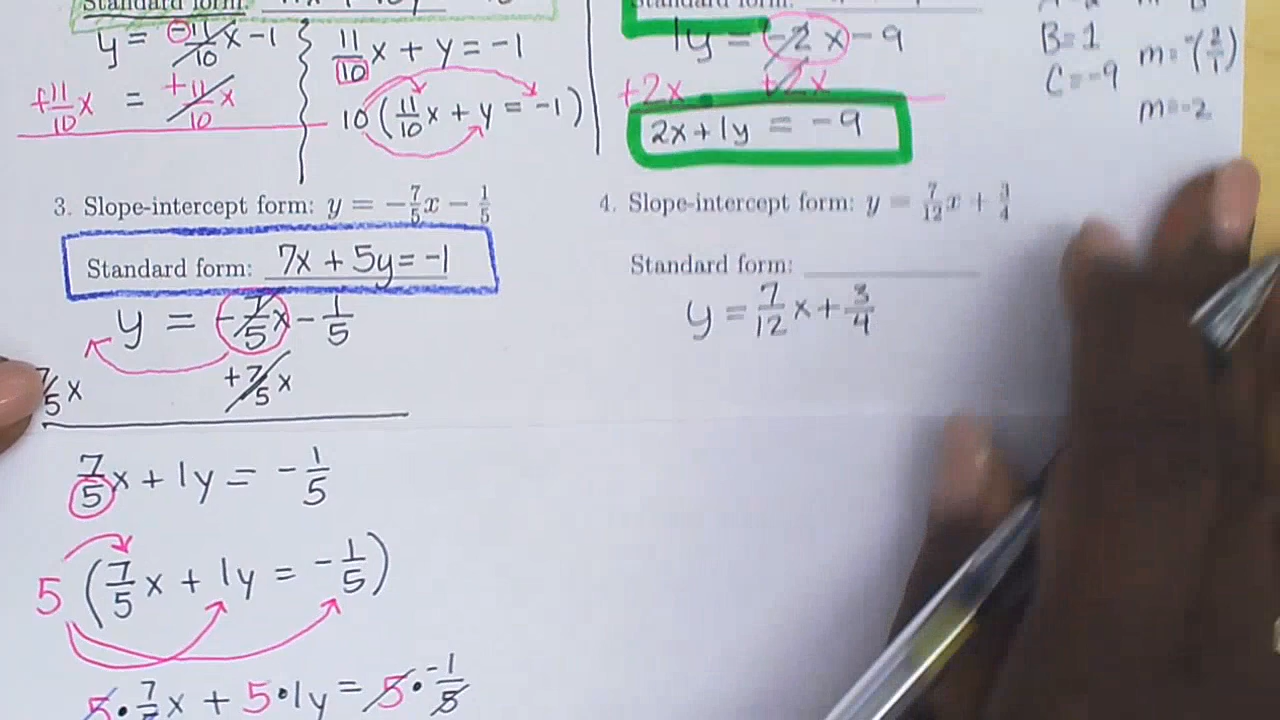 Standard form:
y = -11/10x - 1
+11/10x = +11/10x
11/10x + y = -1
10(11/10x + y = -1)
1y = -2x - 9
+2x +2x
2x + 1y = -9
B = 1
C = -9
m = -(2/1)
m = -2
3. Slope-intercept form: y = -7/5x - 1/5
Standard form: 7x + 5y = -1
y = -7/5x - 1/5
7/5x +7/5x
7/5x + 1y = -1/5
5(7/5x + 1y = -1/5)
5•7/5x + 5•1y = 5•-1/5
4. Slope-intercept form: y = 7/12x + 3/4
Standard form:
y = 7/12x + 3/4